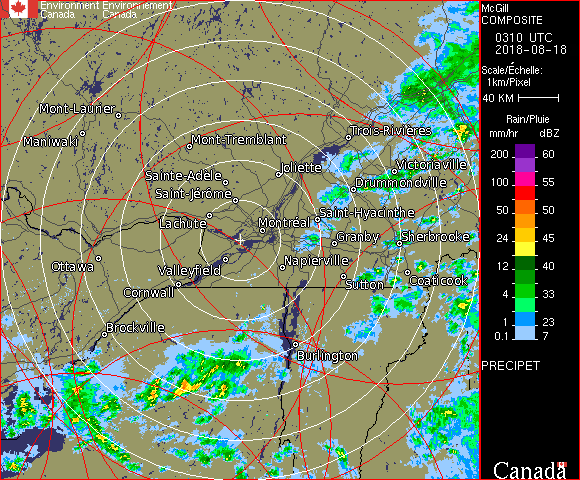 Environment Environnement
Canada Canada
McGill
COMPOSITE
0310 UTC
2018-08-18
Scale/Échelle:
1km/Pixel
40 KM
Rain/Pluie
mm/hr dBZ
200 60
100 55
50 50
24 45
12 40
4 33
1 23
0.1 7
PRECIPET
Canada
Mont-Laurier
Maniwaki
Mont-Tremblant
Trois-Rivières
Sainte-Adèle
Joliette
Victoriaville
Saint-Jérôme
Drummondville
Lachute
Montréal
Saint-Hyacinthe
Granby
Sherbrooke
Ottawa
Valleyfield
Napierville
Cornwall
Sutton
Coaticook
Brockville
Burlington